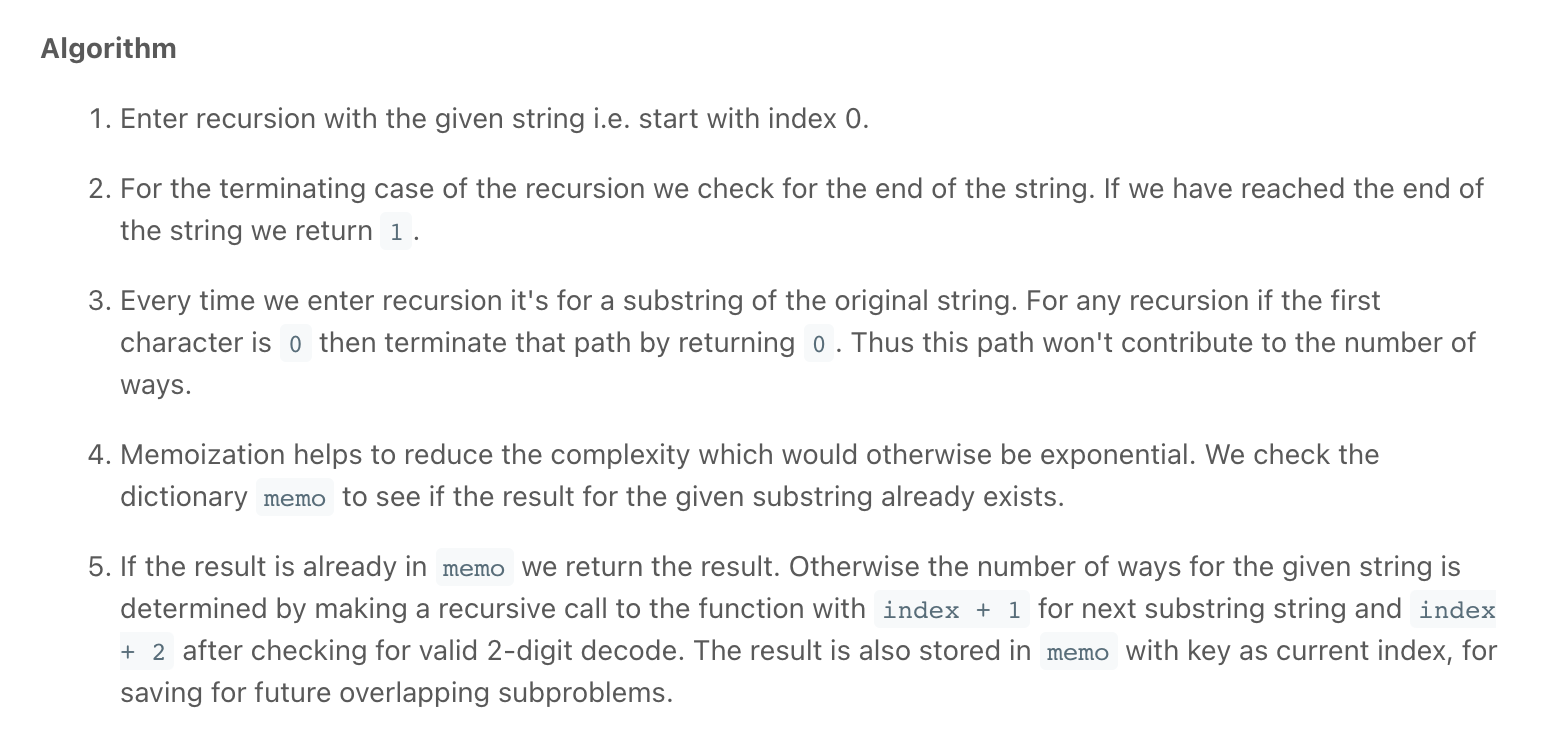 Algorithm
1. Enter recursion with the given string i.e. start with index 0.
2. For the terminating case of the recursion we check for the end of the string. If we have reached the end of
the string we return 1 .
3. Every time we enter recursion it's for a substring of the original string. For any recursion if the first
character is 0 then terminate that path by returning 0 . Thus this path won't contribute to the number of
ways.
4. Memoization helps to reduce the complexity which would otherwise be exponential. We check the
dictionary memo to see if the result for the given substring already exists.
5. If the result is already in memo we return the result. Otherwise the number of ways for the given string is
determined by making a recursive call to the function with index + 1 for next substring string and index
+ 2 after checking for valid 2-digit decode. The result is also stored in memo with key as current index, for
saving for future overlapping subproblems.